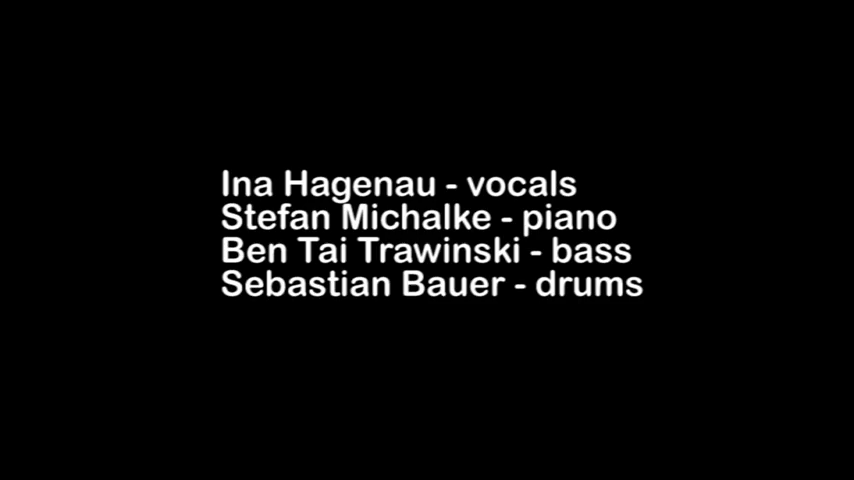 Ina Hagenau - vocals
Stefan Michalke - piano
Ben Tai Trawinski - bass
Sebastian Bauer - drums